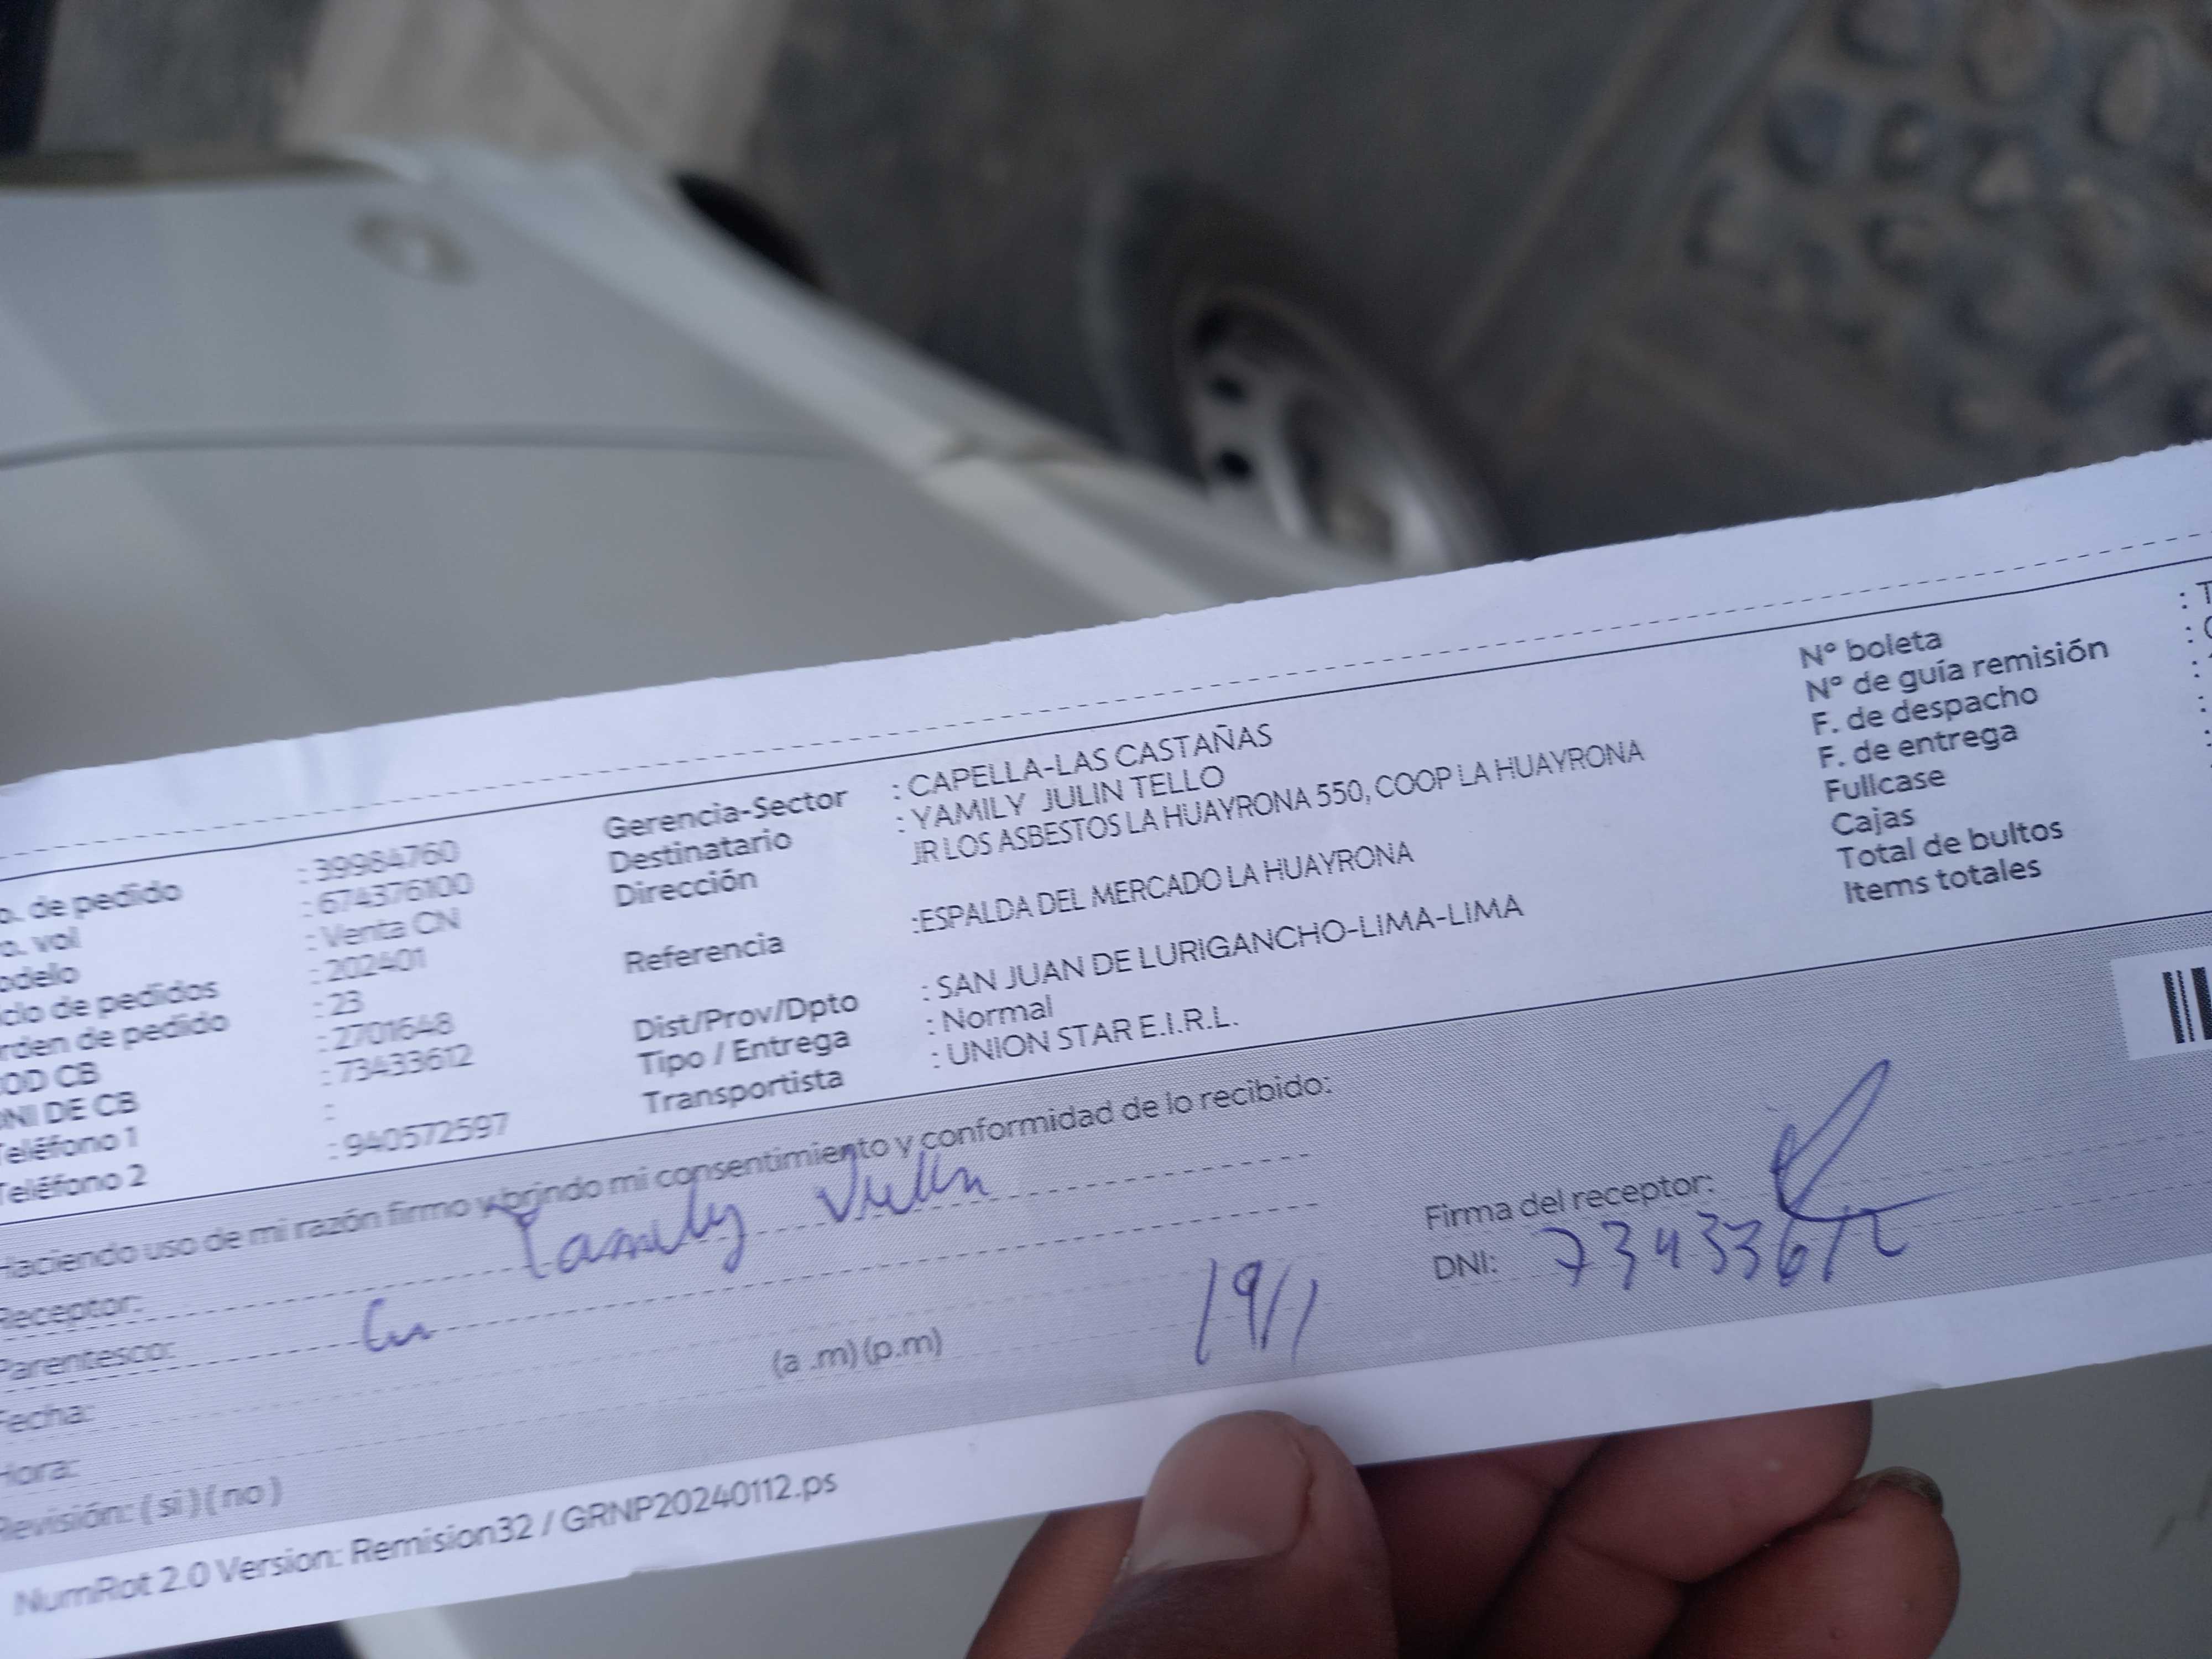 o. de pedido : 39984760
o. vol : 674376100
odelo : Venta CN
clo de pedidos : 202401
rden de pedido : 23
OD CB : 2701648
NI DE CB : 73433612
Teléfono 1 :
Teléfono 2 : 940572597
Gerencia-Sector : CAPELLA-LAS CASTAÑAS
Destinatario : YAMILY JULIN TELLO
Dirección JR LOS ASBESTOS LA HUAYRONA 550, COOP LA HUAYRONA
Referencia :ESPALDA DEL MERCADO LA HUAYRONA
Dist/Prov/Dpto : SAN JUAN DE LURIGANCHO-LIMA-LIMA
Tipo / Entrega : Normal
Transportista : UNION STAR E.I.R.L.
N° boleta : T
N° de guía remisión :
F. de despacho :
F. de entrega :
Fullcase :
Cajas
Total de bultos
Items totales
Haciendo uso de mi razón firmo y brindo mi consentimiento y conformidad de lo recibido:
Receptor: Yamily Julin
Parentesco:
Fecha:
Hora: (a .m) (p.m) 19/1
Revisión: ( si ) ( no )
Firma del receptor:
DNI: 73433612
NumRot 2.0 Version: Remision32 / GRNP20240112.ps